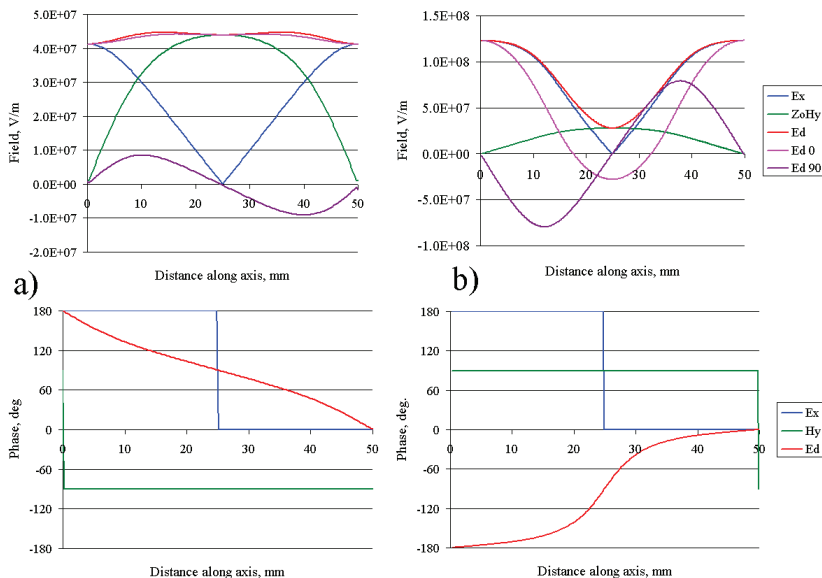 5.0E+07
4.0E+07
3.0E+07
2.0E+07
1.0E+07
0.0E+00
-1.0E+07
-2.0E+07
Field, V/m
0 10 20 30 40 50
Distance along axis, mm
a)
1.5E+08
1.0E+08
5.0E+07
0.0E+00
-5.0E+07
-1.0E+08
Field, V/m
0 10 20 30 40 50
Distance along axis, mm
b)
Ex
ZoHy
Ed
Ed 0
Ed 90
180
120
60
0
-60
-120
-180
Phase, deg
0 10 20 30 40 50
Distance along axis, mm
180
120
60
0
-60
-120
-180
Phase, deg.
0 10 20 30 40 50
Distance along axis, mm
Ex
Hy
Ed